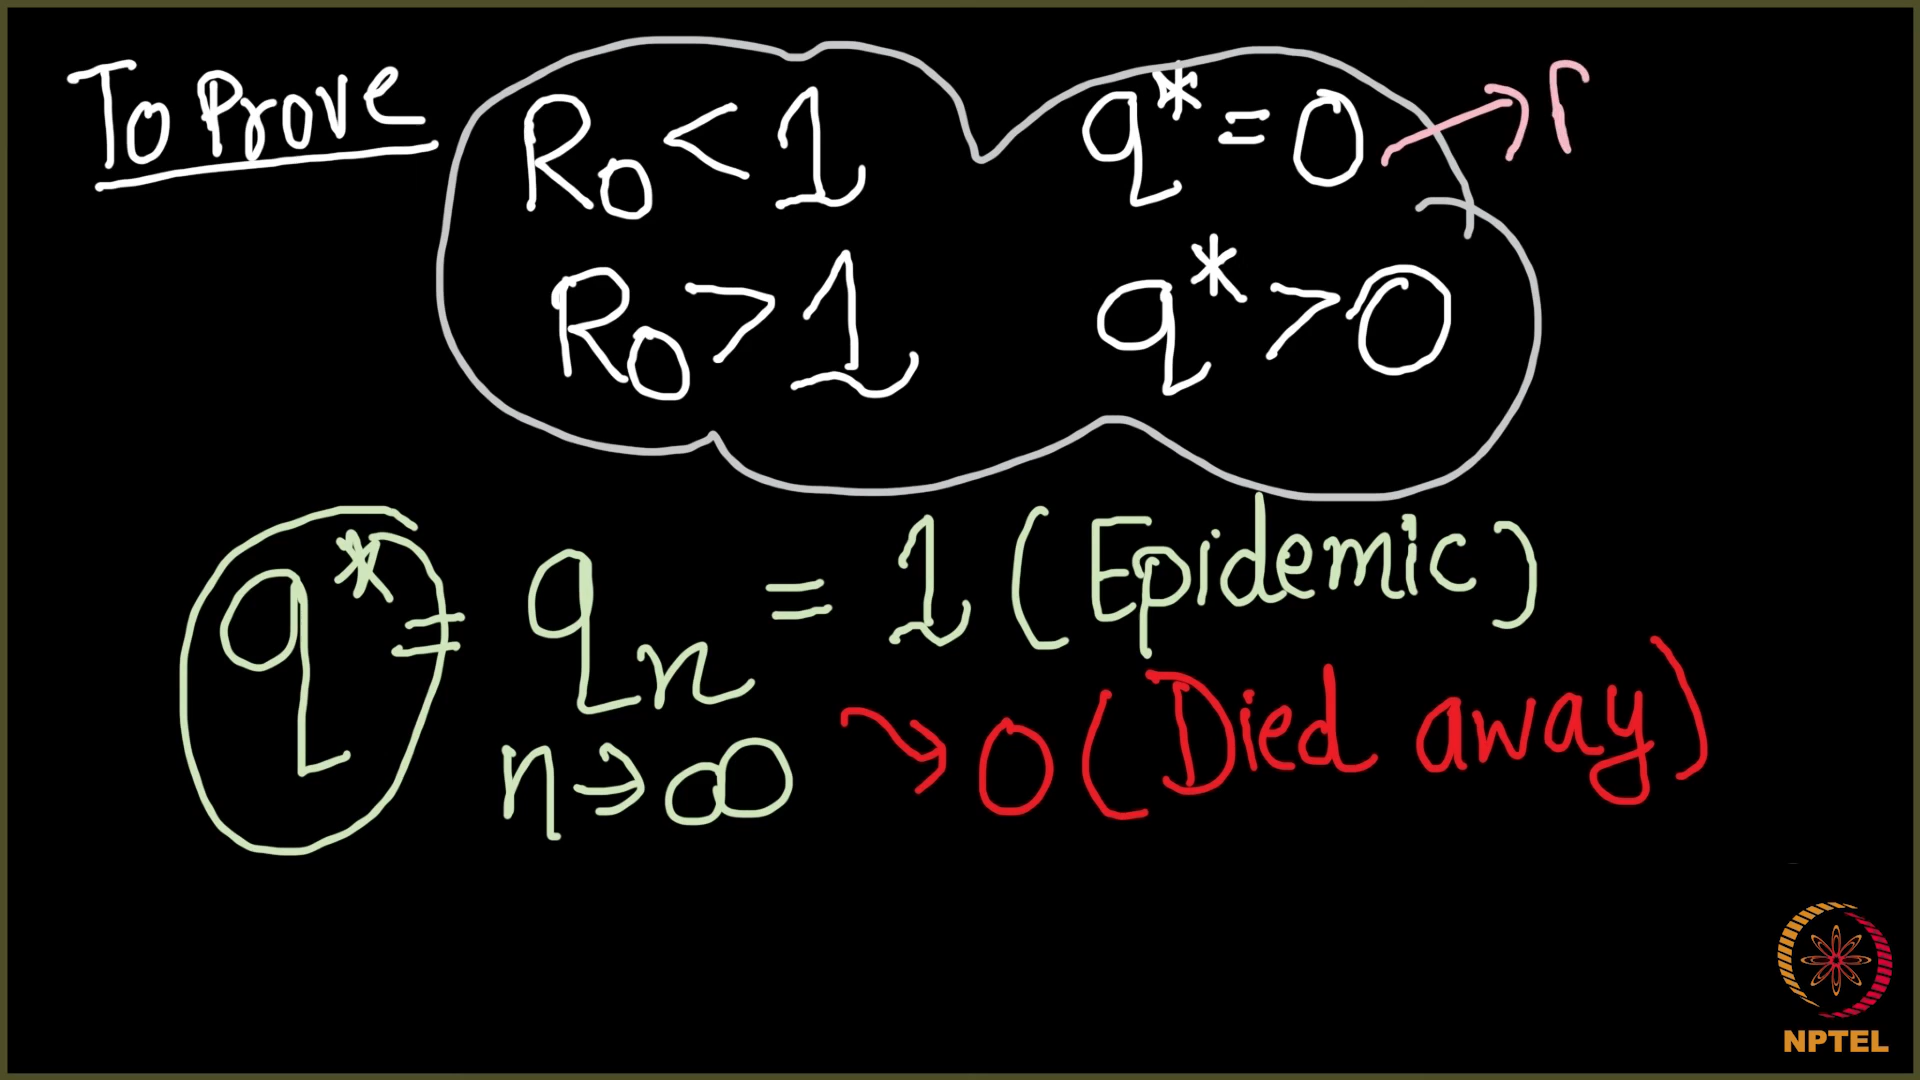 To Prove R₀ < 1 q* = 0 → r
R₀ > 1 q* > 0
q* = qₙ = 1 (Epidemic)
n → ∞ → 0 (Died away)
NPTEL